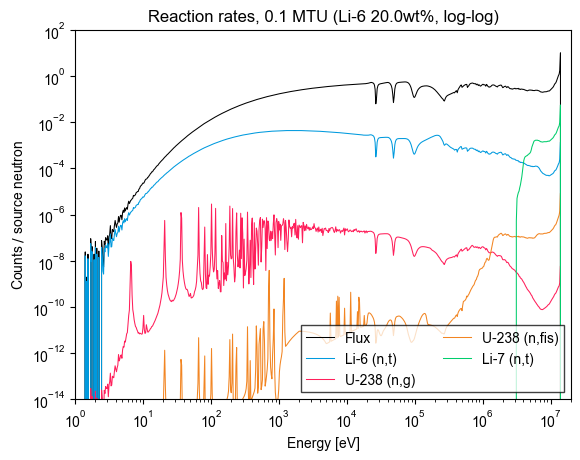 Reaction rates, 0.1 MTU (Li-6 20.0wt%, log-log)
Counts / source neutron
10^2
10^0
10^−2
10^−4
10^−6
10^−8
10^−10
10^−12
10^−14
Flux
Li-6 (n,t)
U-238 (n,g)
U-238 (n,fis)
Li-7 (n,t)
10^0 10^1 10^2 10^3 10^4 10^5 10^6 10^7
Energy [eV]